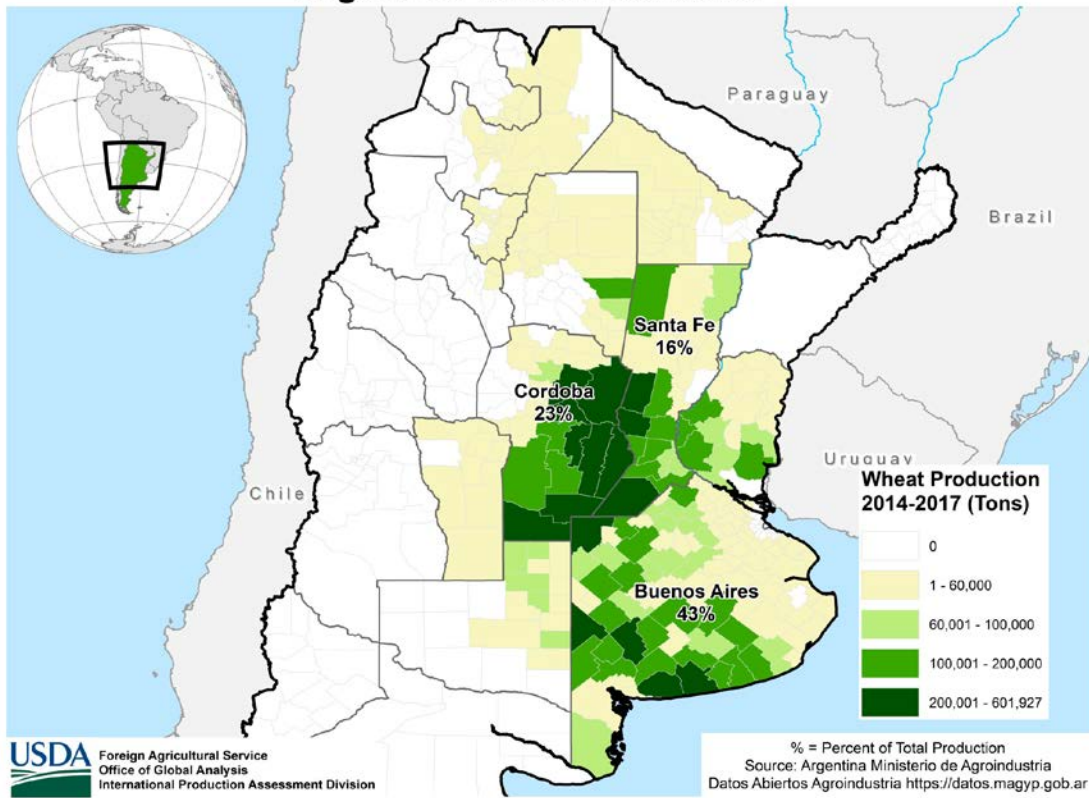 Paraguay
Brazil
Santa Fe
16%
Cordoba
23%
Uruguay
Chile
Wheat Production
2014-2017 (Tons)
0
1 - 60,000
60,001 - 100,000
100,001 - 200,000
200,001 - 601,927
Buenos Aires
43%
USDA
Foreign Agricultural Service
Office of Global Analysis
International Production Assessment Division
% = Percent of Total Production
Source: Argentina Ministerio de Agroindustria
Datos Abiertos Agroindustria https://datos.magyp.gob.ar